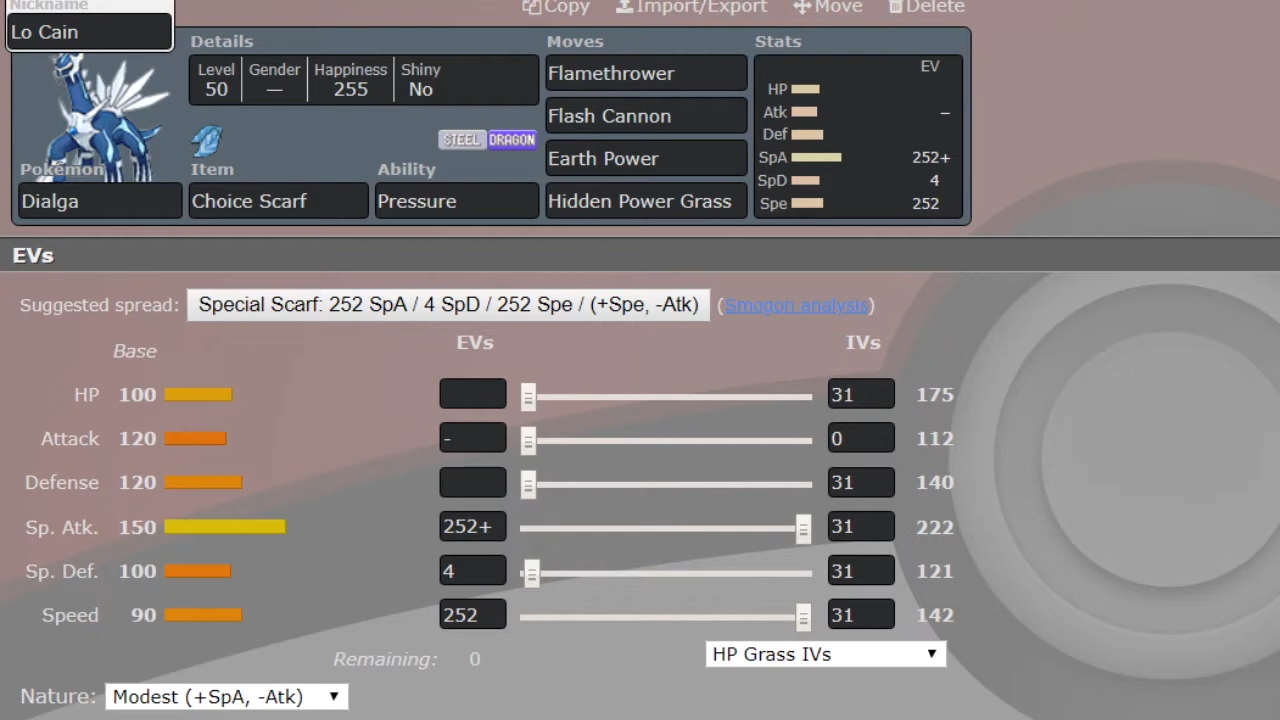 Nickname
Copy Import/Export Move Delete
Lo Cain
Details Moves Stats
Level Gender Happiness Shiny
50 — 255 No
Flamethrower
EV
HP
Flash Cannon
Atk –
Def
STEEL DRAGON
Earth Power
SpA 252+
Pokémon Item Ability
SpD 4
Dialga Choice Scarf Pressure Hidden Power Grass
Spe 252
EVs
Suggested spread: Special Scarf: 252 SpA / 4 SpD / 252 Spe / (+Spe, -Atk) (Smogon analysis)
Base EVs IVs
HP 100 31 175
Attack 120 - 0 112
Defense 120 31 140
Sp. Atk. 150 252+ 31 222
Sp. Def. 100 4 31 121
Speed 90 252 31 142
Remaining: 0 HP Grass IVs
Nature: Modest (+SpA, -Atk)